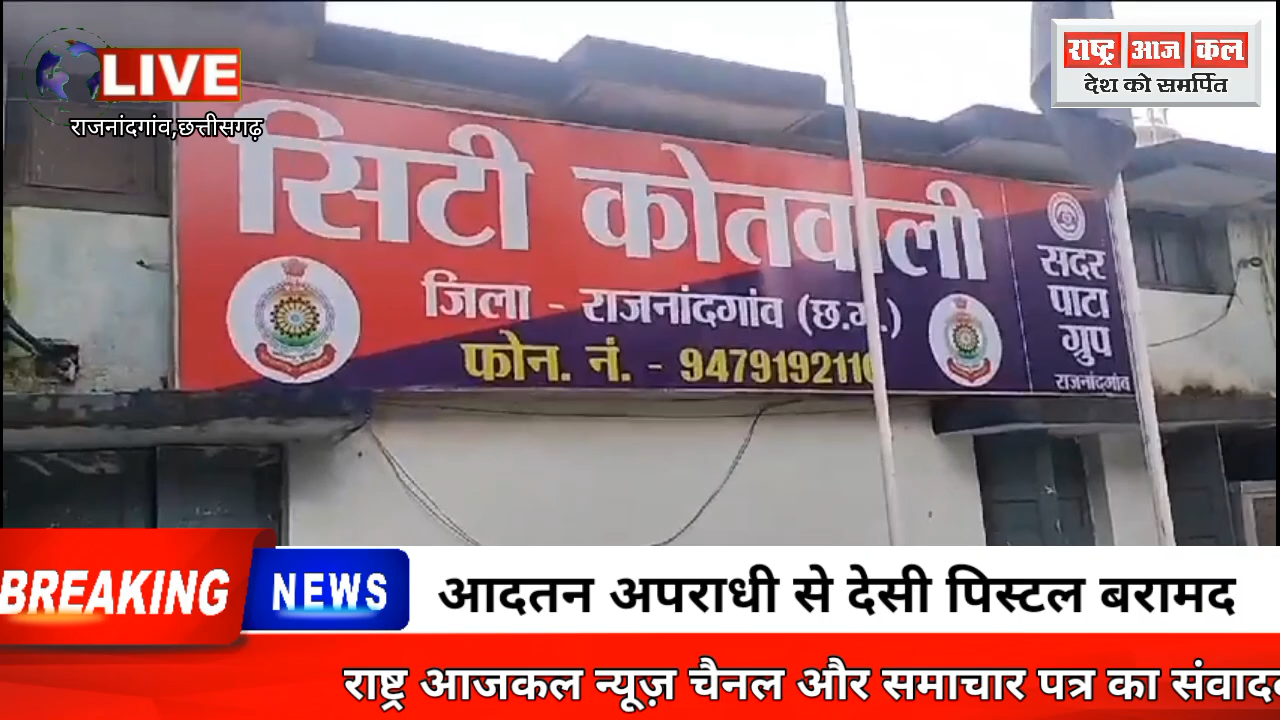 LIVE
राजनांदगांव,छत्तीसगढ़
राष्ट्र आज कल
देश को समर्पित
सिटी कोतवाली
जिला - राजनांदगांव (छ.ग.)
फोन. नं. - 947919211
सदर
पाटा
ग्रुप
राजनांदगांव
BREAKING NEWS
आदतन अपराधी से देसी पिस्टल बरामद
राष्ट्र आजकल न्यूज़ चैनल और समाचार पत्र का